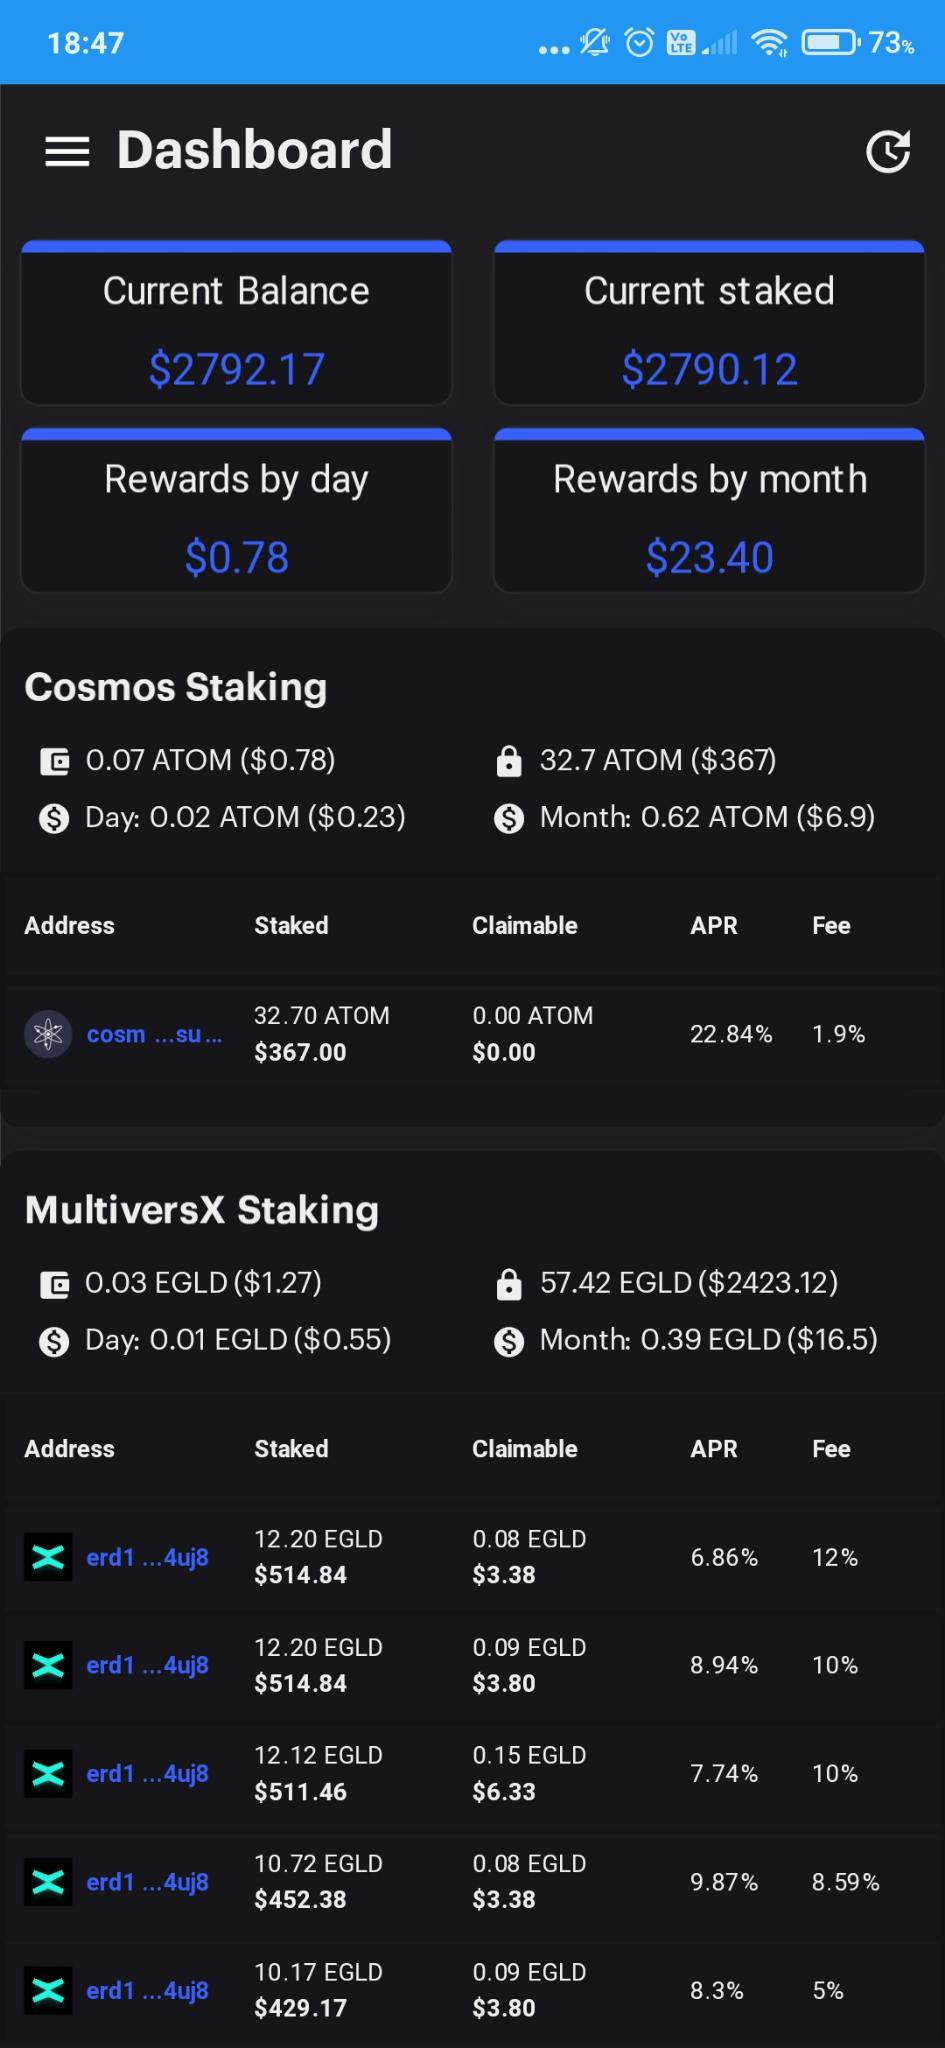 18:47
Vo LTE
73%
Dashboard
Current Balance
$2792.17
Current staked
$2790.12
Rewards by day
$0.78
Rewards by month
$23.40
Cosmos Staking
0.07 ATOM ($0.78)
32.7 ATOM ($367)
Day: 0.02 ATOM ($0.23)
Month: 0.62 ATOM ($6.9)
Address Staked Claimable APR Fee
cosm ...su... 32.70 ATOM $367.00 0.00 ATOM $0.00 22.84% 1.9%
MultiversX Staking
0.03 EGLD ($1.27)
57.42 EGLD ($2423.12)
Day: 0.01 EGLD ($0.55)
Month: 0.39 EGLD ($16.5)
Address Staked Claimable APR Fee
erd1 ...4uj8 12.20 EGLD $514.84 0.08 EGLD $3.38 6.86% 12%
erd1 ...4uj8 12.20 EGLD $514.84 0.09 EGLD $3.80 8.94% 10%
erd1 ...4uj8 12.12 EGLD $511.46 0.15 EGLD $6.33 7.74% 10%
erd1 ...4uj8 10.72 EGLD $452.38 0.08 EGLD $3.38 9.87% 8.59%
erd1 ...4uj8 10.17 EGLD $429.17 0.09 EGLD $3.80 8.3% 5%